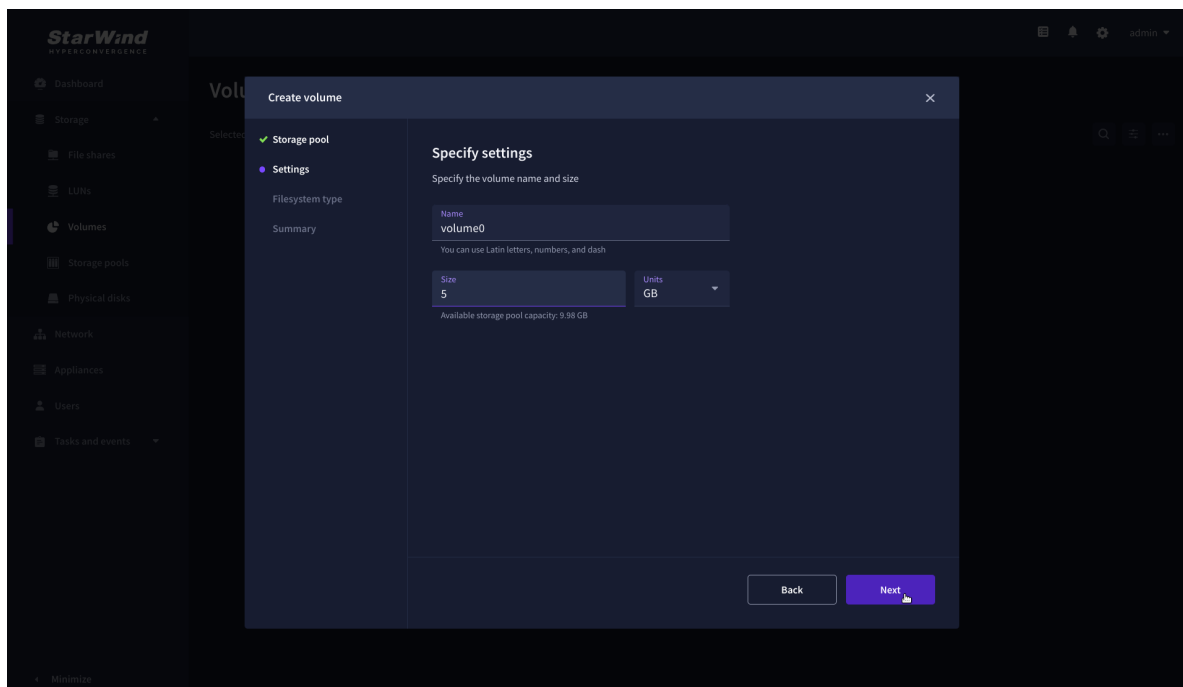 StarWind
HYPERCONVERGENCE
admin
Dashboard
Storage
File shares
LUNs
Volumes
Storage pools
Physical disks
Network
Appliances
Users
Tasks and events
Minimize
Volu
Selected
Create volume
Storage pool
Settings
Filesystem type
Summary
Specify settings
Specify the volume name and size
Name
volume0
You can use Latin letters, numbers, and dash
Size
5
Units
GB
Available storage pool capacity: 9.98 GB
Back
Next